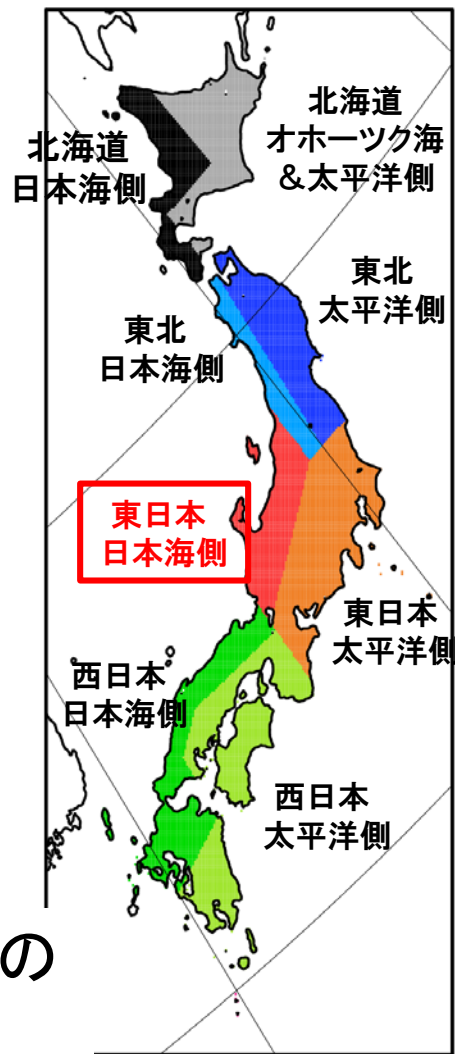 北海道
日本海側
北海道
オホーツク海
＆太平洋側
東北
太平洋側
東北
日本海側
東日本
日本海側
東日本
太平洋側
西日本
日本海側
西日本
太平洋側
の